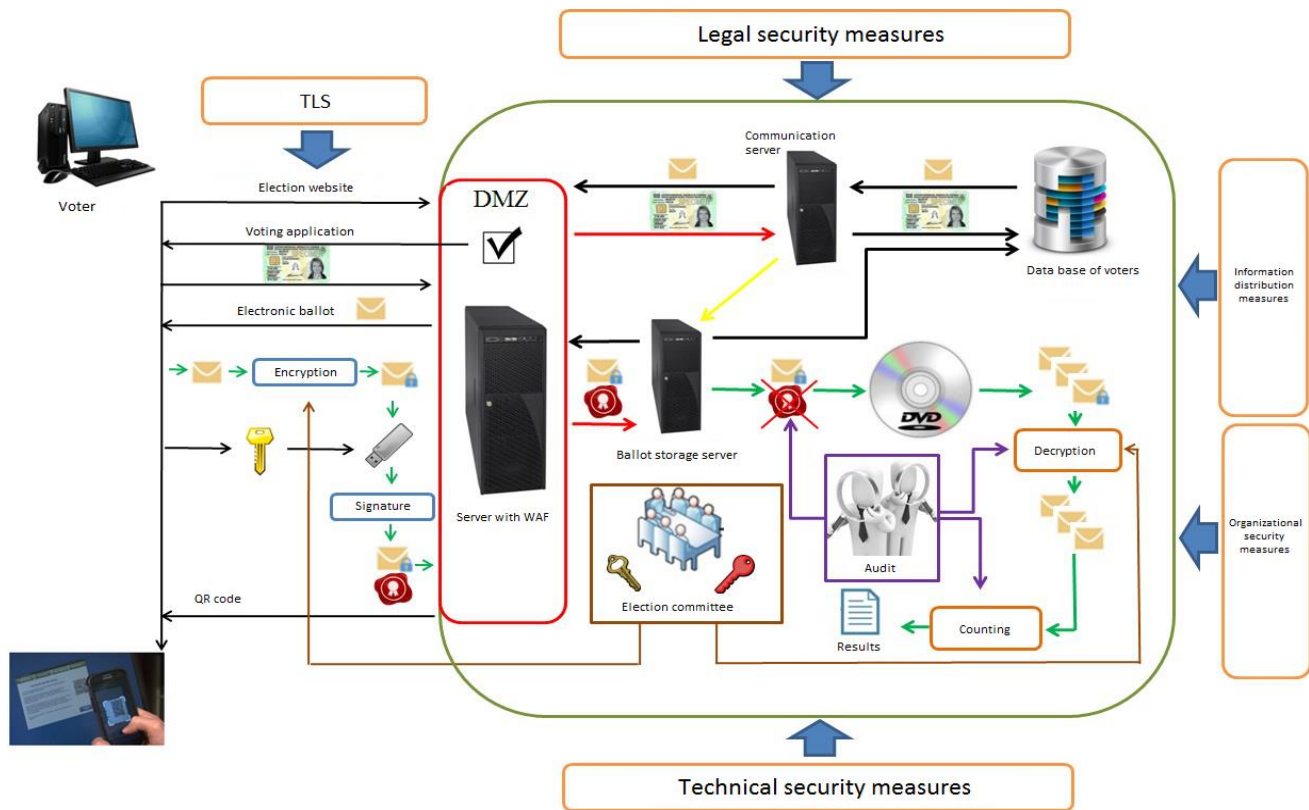 Legal security measures
TLS
Communication
server
Election website
Voter
DMZ
Voting application
Data base of voters
Information
distribution
measures
Electronic ballot
Encryption
DVD
Ballot storage server
Decryption
Signature
Server with WAF
Audit
Organizational
security
measures
QR code
Election committee
Counting
Results
Technical security measures